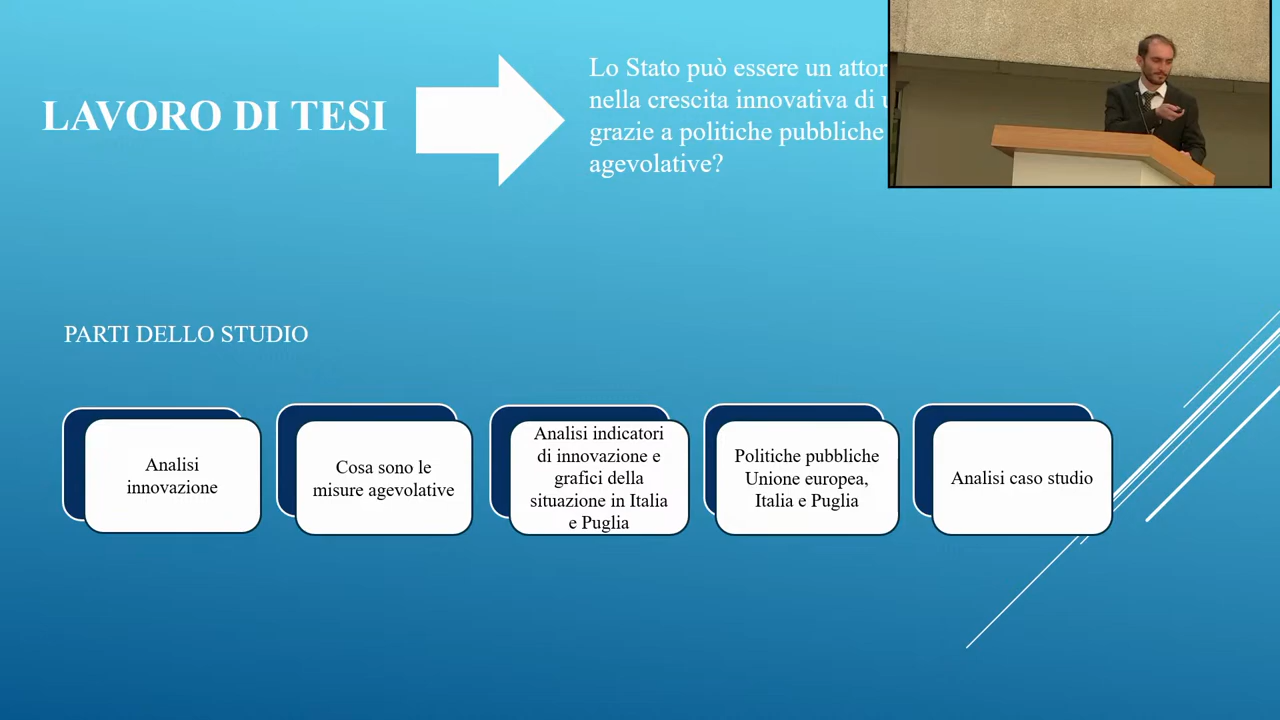 LAVORO DI TESI
Lo Stato può essere un
nella crescita innovativa di
grazie a politiche pubbliche
agevolative?
PARTI DELLO STUDIO
Analisi
innovazione
Cosa sono le
misure agevolative
Analisi indicatori
di innovazione e
grafici della
situazione in Italia
e Puglia
Politiche pubbliche
Unione europea,
Italia e Puglia
Analisi caso studio